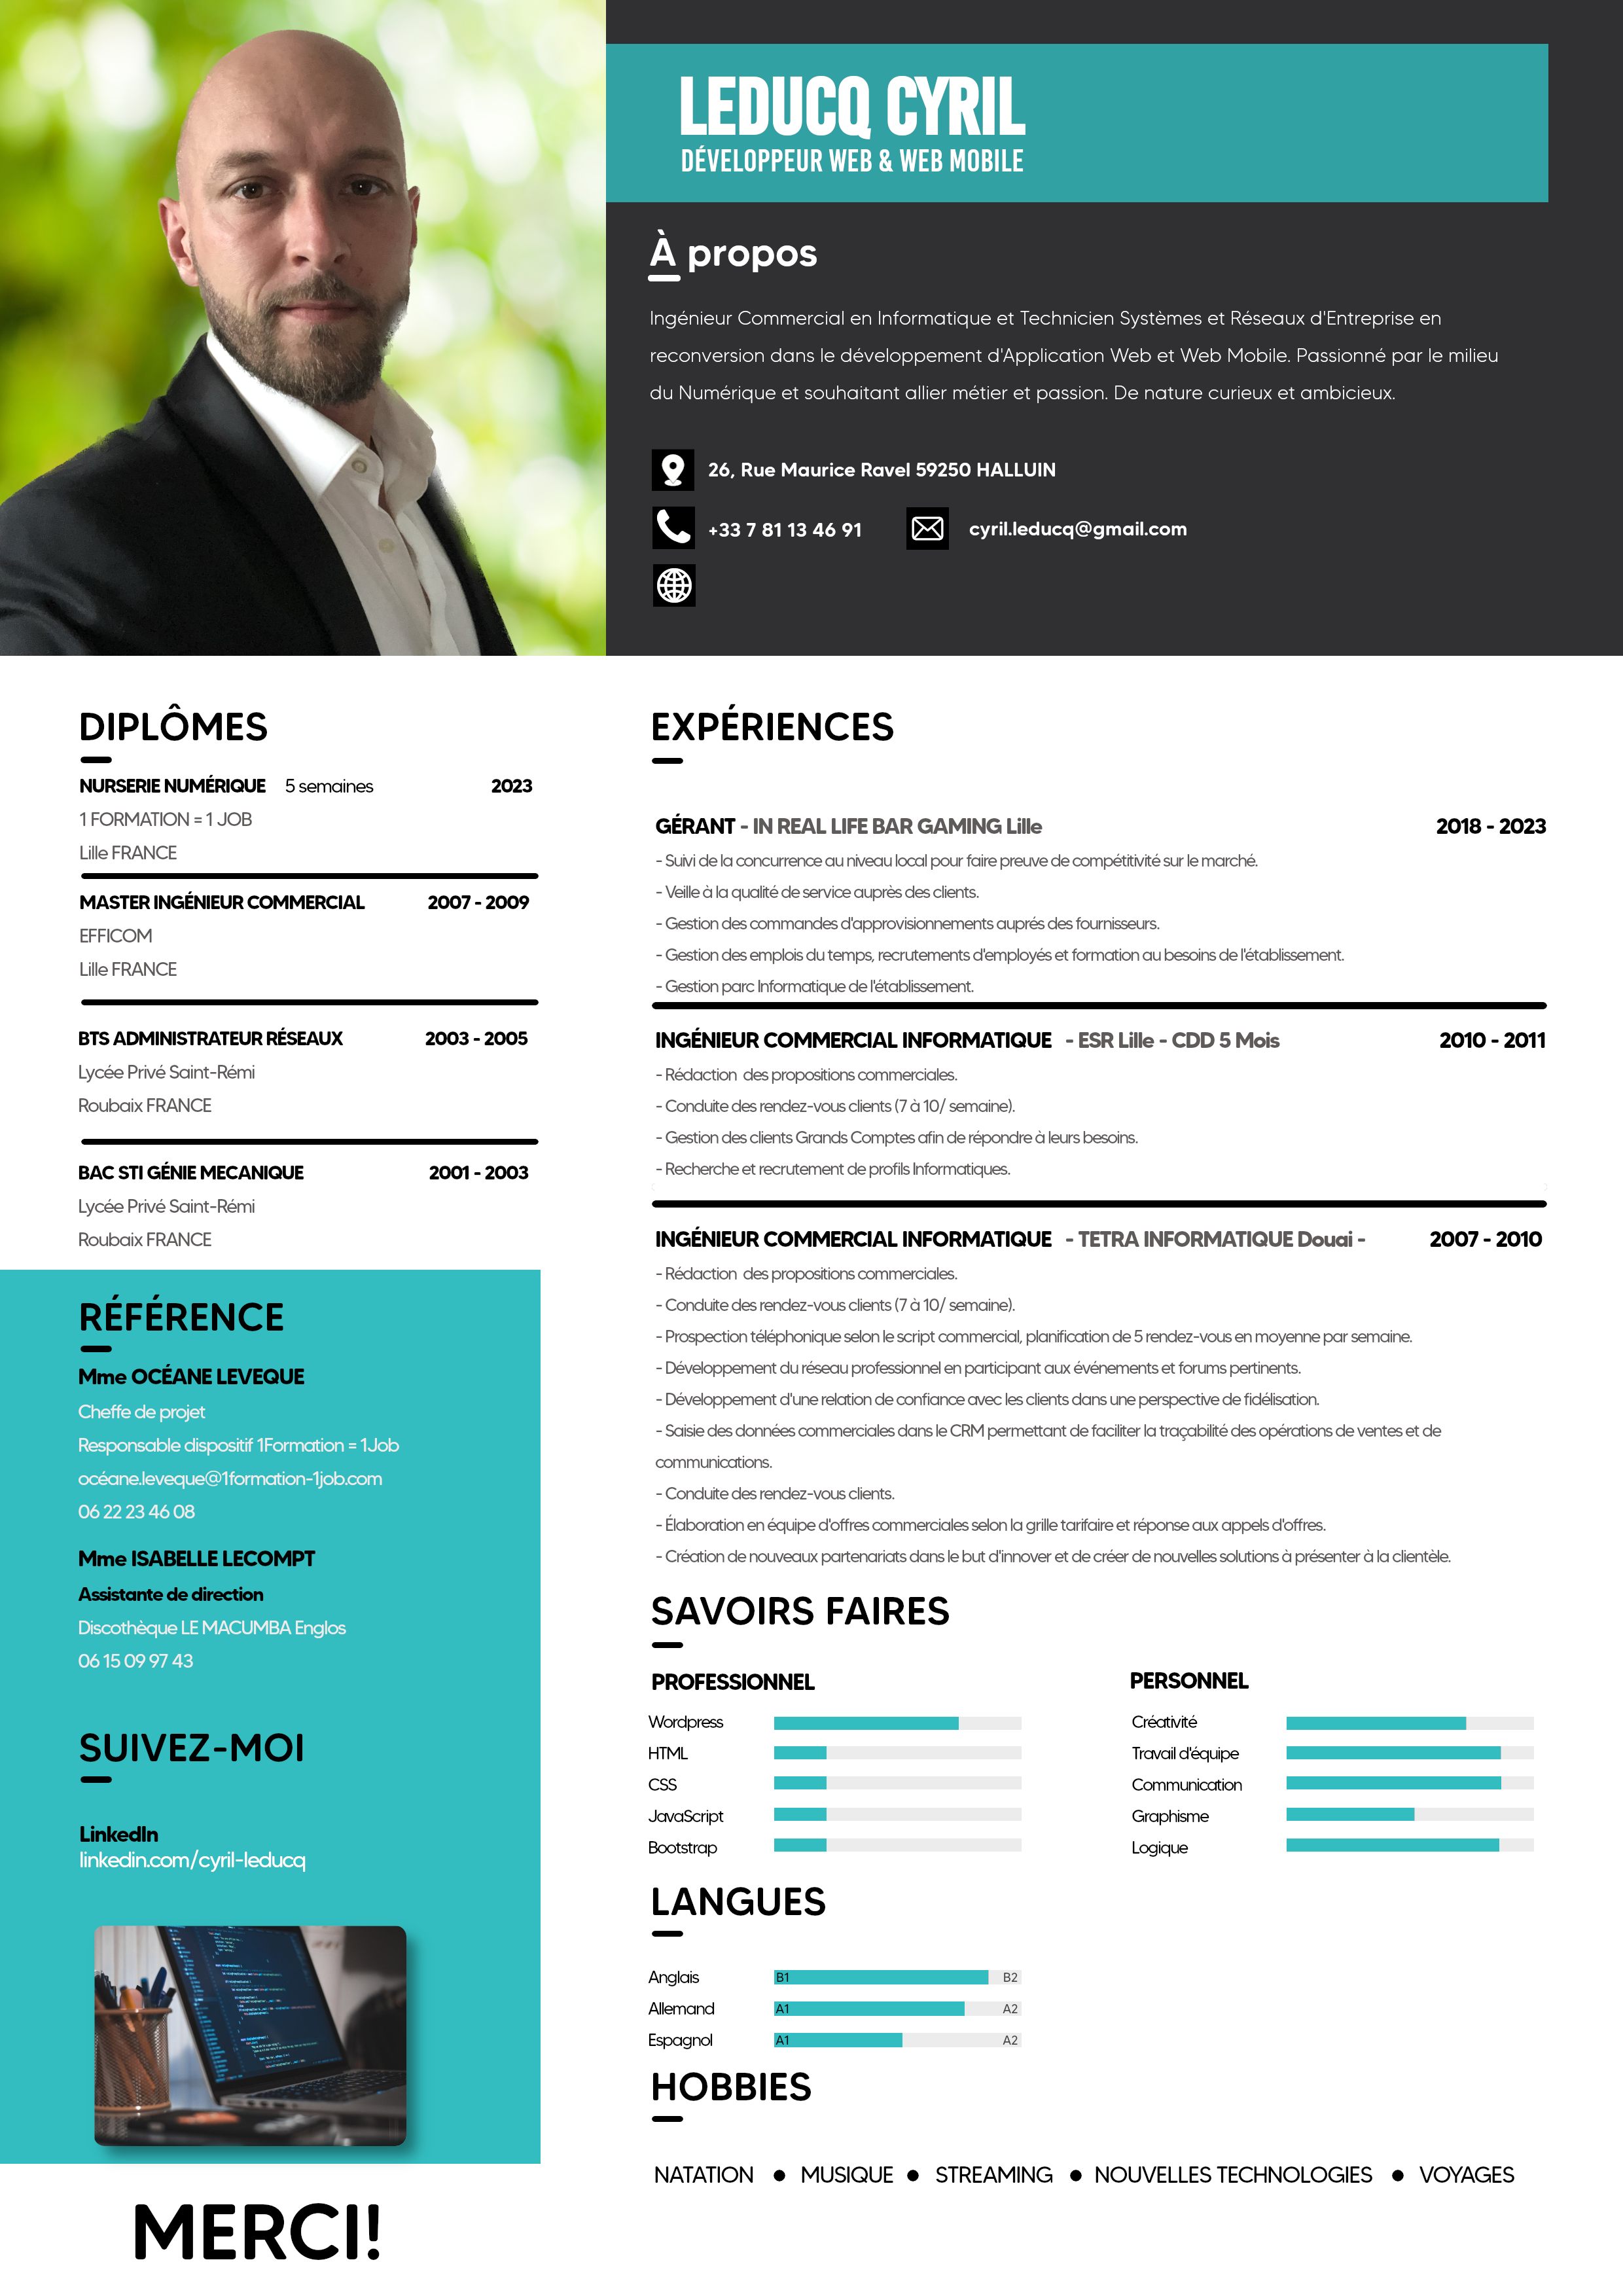 LEDUCQ CYRIL
DÉVELOPPEUR WEB & WEB MOBILE
À propos
Ingénieur Commercial en Informatique et Technicien Systèmes et Réseaux d'Entreprise en
reconversion dans le développement d'Application Web et Web Mobile. Passionné par le milieu
du Numérique et souhaitant allier métier et passion. De nature curieux et ambicieux.
26, Rue Maurice Ravel 59250 HALLUIN
+33 7 81 13 46 91
cyril.leducq@gmail.com
DIPLÔMES
NURSERIE NUMÉRIQUE 5 semaines 2023
1 FORMATION = 1 JOB
Lille FRANCE
MASTER INGÉNIEUR COMMERCIAL 2007 - 2009
EFFICOM
Lille FRANCE
BTS ADMINISTRATEUR RÉSEAUX 2003 - 2005
Lycée Privé Saint-Rémi
Roubaix FRANCE
BAC STI GÉNIE MECANIQUE 2001 - 2003
Lycée Privé Saint-Rémi
Roubaix FRANCE
RÉFÉRENCE
Mme OCÉANE LEVEQUE
Cheffe de projet
Responsable dispositif 1Formation = 1Job
océane.leveque@1formation-1job.com
06 22 23 46 08
Mme ISABELLE LECOMPT
Assistante de direction
Discothèque LE MACUMBA Englos
06 15 09 97 43
SUIVEZ-MOI
LinkedIn
linkedin.com/cyril-leducq
MERCI!
EXPÉRIENCES
GÉRANT - IN REAL LIFE BAR GAMING Lille 2018 - 2023
- Suivi de la concurrence au niveau local pour faire preuve de compétitivité sur le marché.
- Veille à la qualité de service auprès des clients.
- Gestion des commandes d'approvisionnements auprés des fournisseurs.
- Gestion des emplois du temps, recrutements d'employés et formation au besoins de l'établissement.
- Gestion parc Informatique de l'établissement.
INGÉNIEUR COMMERCIAL INFORMATIQUE - ESR Lille - CDD 5 Mois 2010 - 2011
- Rédaction des propositions commerciales.
- Conduite des rendez-vous clients (7 à 10/ semaine).
- Gestion des clients Grands Comptes afin de répondre à leurs besoins.
- Recherche et recrutement de profils Informatiques.
INGÉNIEUR COMMERCIAL INFORMATIQUE - TETRA INFORMATIQUE Douai - 2007 - 2010
- Rédaction des propositions commerciales.
- Conduite des rendez-vous clients (7 à 10/ semaine).
- Prospection téléphonique selon le script commercial, planification de 5 rendez-vous en moyenne par semaine.
- Développement du réseau professionnel en participant aux événements et forums pertinents.
- Développement d'une relation de confiance avec les clients dans une perspective de fidélisation.
- Saisie des données commerciales dans le CRM permettant de faciliter la traçabilité des opérations de ventes et de
communications.
- Conduite des rendez-vous clients.
- Élaboration en équipe d'offres commerciales selon la grille tarifaire et réponse aux appels d'offres.
- Création de nouveaux partenariats dans le but d'innover et de créer de nouvelles solutions à présenter à la clientèle.
SAVOIRS FAIRES
PROFESSIONNEL
Wordpress
HTML
CSS
JavaScript
Bootstrap
PERSONNEL
Créativité
Travail d'équipe
Communication
Graphisme
Logique
LANGUES
Anglais B1 B2
Allemand A1 A2
Espagnol A1 A2
HOBBIES
NATATION ● MUSIQUE ● STREAMING ● NOUVELLES TECHNOLOGIES ● VOYAGES